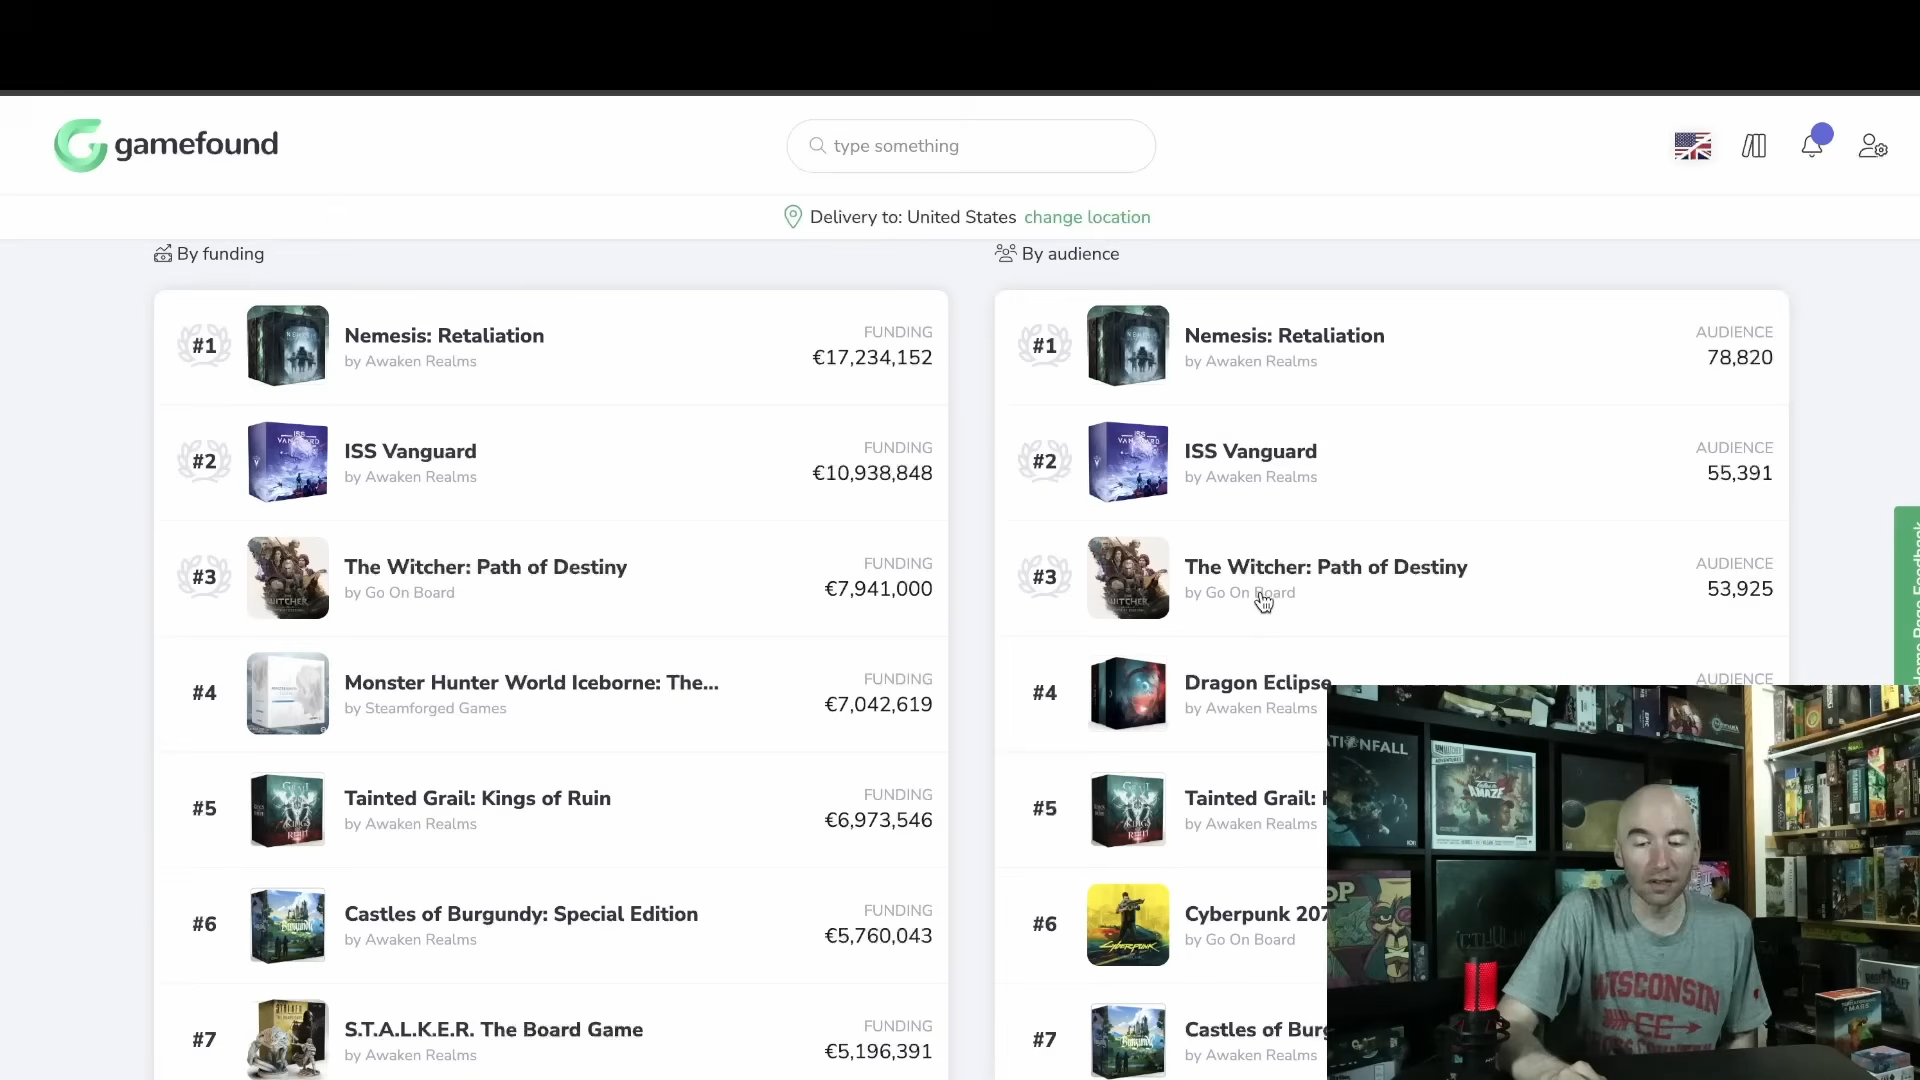 gamefound
type something
Delivery to: United States change location
By funding
#1
Nemesis: Retaliation
by Awaken Realms
FUNDING
€17,234,152
#2
ISS Vanguard
by Awaken Realms
FUNDING
€10,938,848
#3
The Witcher: Path of Destiny
by Go On Board
FUNDING
€7,941,000
#4
Monster Hunter World Iceborne: The...
by Steamforged Games
FUNDING
€7,042,619
#5
Tainted Grail: Kings of Ruin
by Awaken Realms
FUNDING
€6,973,546
#6
Castles of Burgundy: Special Edition
by Awaken Realms
FUNDING
€5,760,043
#7
S.T.A.L.K.E.R. The Board Game
by Awaken Realms
FUNDING
€5,196,391
By audience
#1
Nemesis: Retaliation
by Awaken Realms
AUDIENCE
78,820
#2
ISS Vanguard
by Awaken Realms
AUDIENCE
55,391
#3
The Witcher: Path of Destiny
by Go On Board
AUDIENCE
53,925
#4
Dragon Eclipse
by Awaken Realms
AUDIENCE
#5
Tainted Grail:
by Awaken Realms
#6
Cyberpunk 207
by Go On Board
#7
Castles of Burg
by Awaken Realms
Page Feedback
WISCONSIN